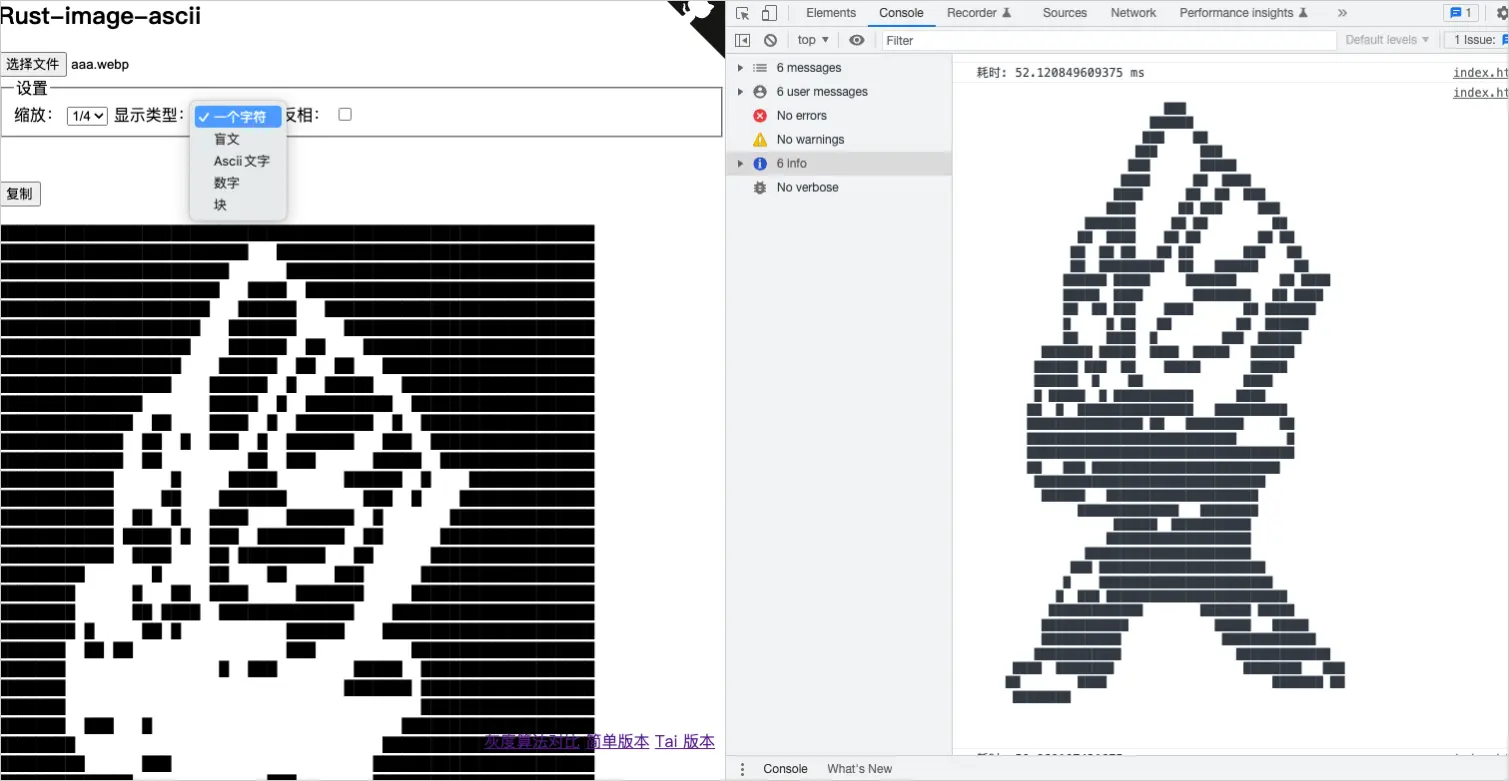 Rust-image-ascii
选择文件 aaa.webp
设置
缩放： 1/4 显示类型： 一个字符 反相：
盲文
Ascii 文字
数字
块
复制
灰度算法对比 简单版本 Tai 版本
Elements Console Recorder Sources Network Performance insights » 1
top Filter Default levels 1 Issue:
6 messages
6 user messages
No errors
No warnings
6 info
No verbose
耗时: 52.120849609375 ms index.ht
index.ht
Console What's New